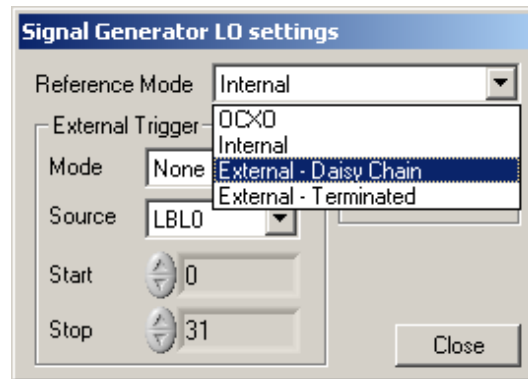 Signal Generator LO settings
Reference Mode Internal
OCXO
Internal
External - Daisy Chain
External - Terminated
External Trigger
Mode None
Source LBL0
Start 0
Stop 31
Close